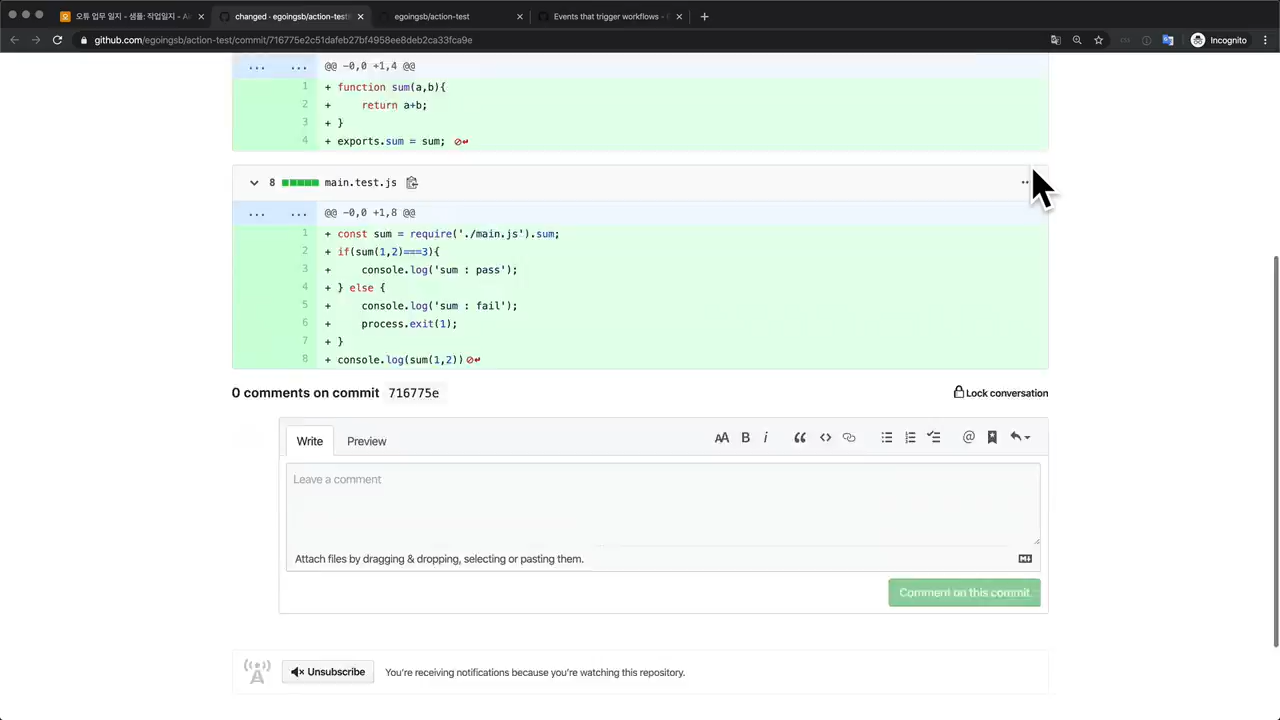 오튜 업무 일지 - 샘플: 작업일지 -
changed · egoingsb/action-test
egoingsb/action-test
Events that trigger workflows -
github.com/egoingsb/action-test/commit/716775e2c51dafeb27bf4958ee8deb2ca33fca9e
Incognito
... ... @@ -0,0 +1,4 @@
1 + function sum(a,b){
2 + return a+b;
3 + }
4 + exports.sum = sum;
8 main.test.js
... ... @@ -0,0 +1,8 @@
1 + const sum = require('./main.js').sum;
2 + if(sum(1,2)===3){
3 + console.log('sum : pass');
4 + } else {
5 + console.log('sum : fail');
6 + process.exit(1);
7 + }
8 + console.log(sum(1,2))
0 comments on commit 716775e
Lock conversation
Write Preview
AA B i
Leave a comment
Attach files by dragging & dropping, selecting or pasting them.
Comment on this commit
Unsubscribe You're receiving notifications because you're watching this repository.